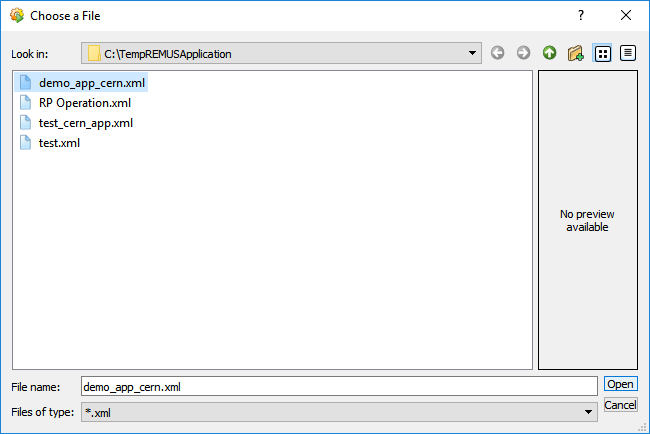 Choose a File
?
Look in: C:\TempREMUSApplication
demo_app_cern.xml
RP Operation.xml
test_cern_app.xml
test.xml
No preview
available
File name: demo_app_cern.xml Open
Files of type: *.xml Cancel